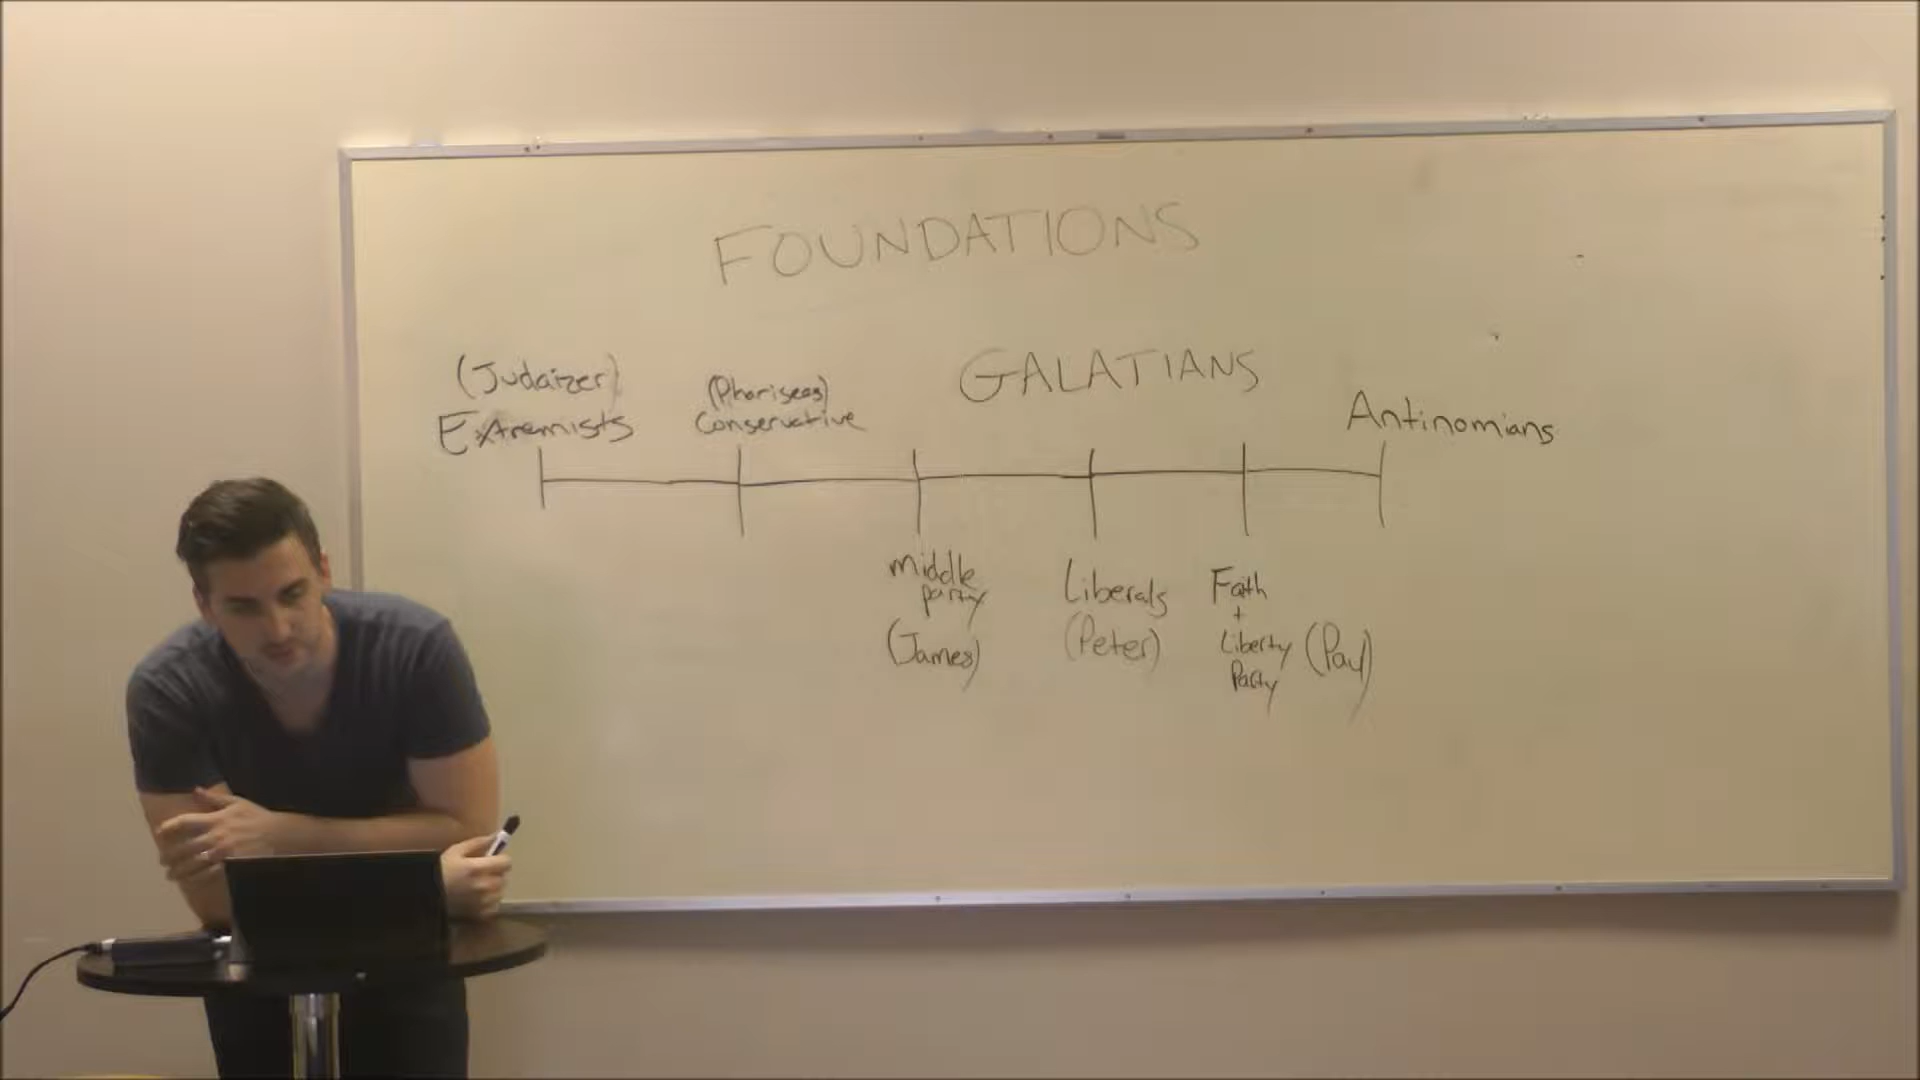 FOUNDATIONS
GALATIANS
(Judaizer)
Extremists
(Pharisees)
Conservative
Antinomians
middle
party
(James)
Liberals
(Peter)
Faith
+
Liberty
Party
(Paul)